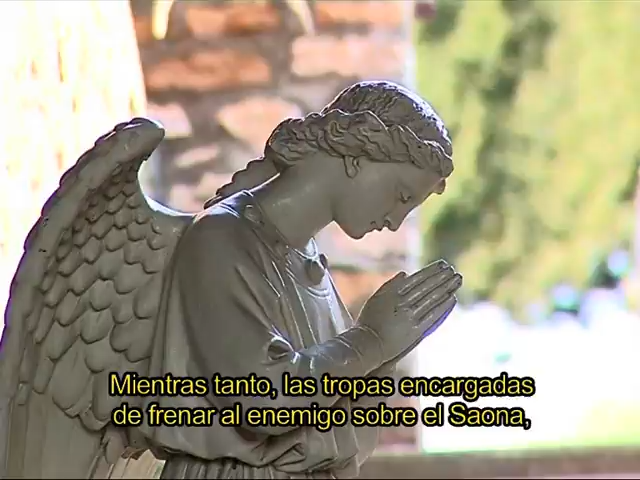 Mientras tanto, las tropas encargadas
de frenar al enemigo sobre el Saona,